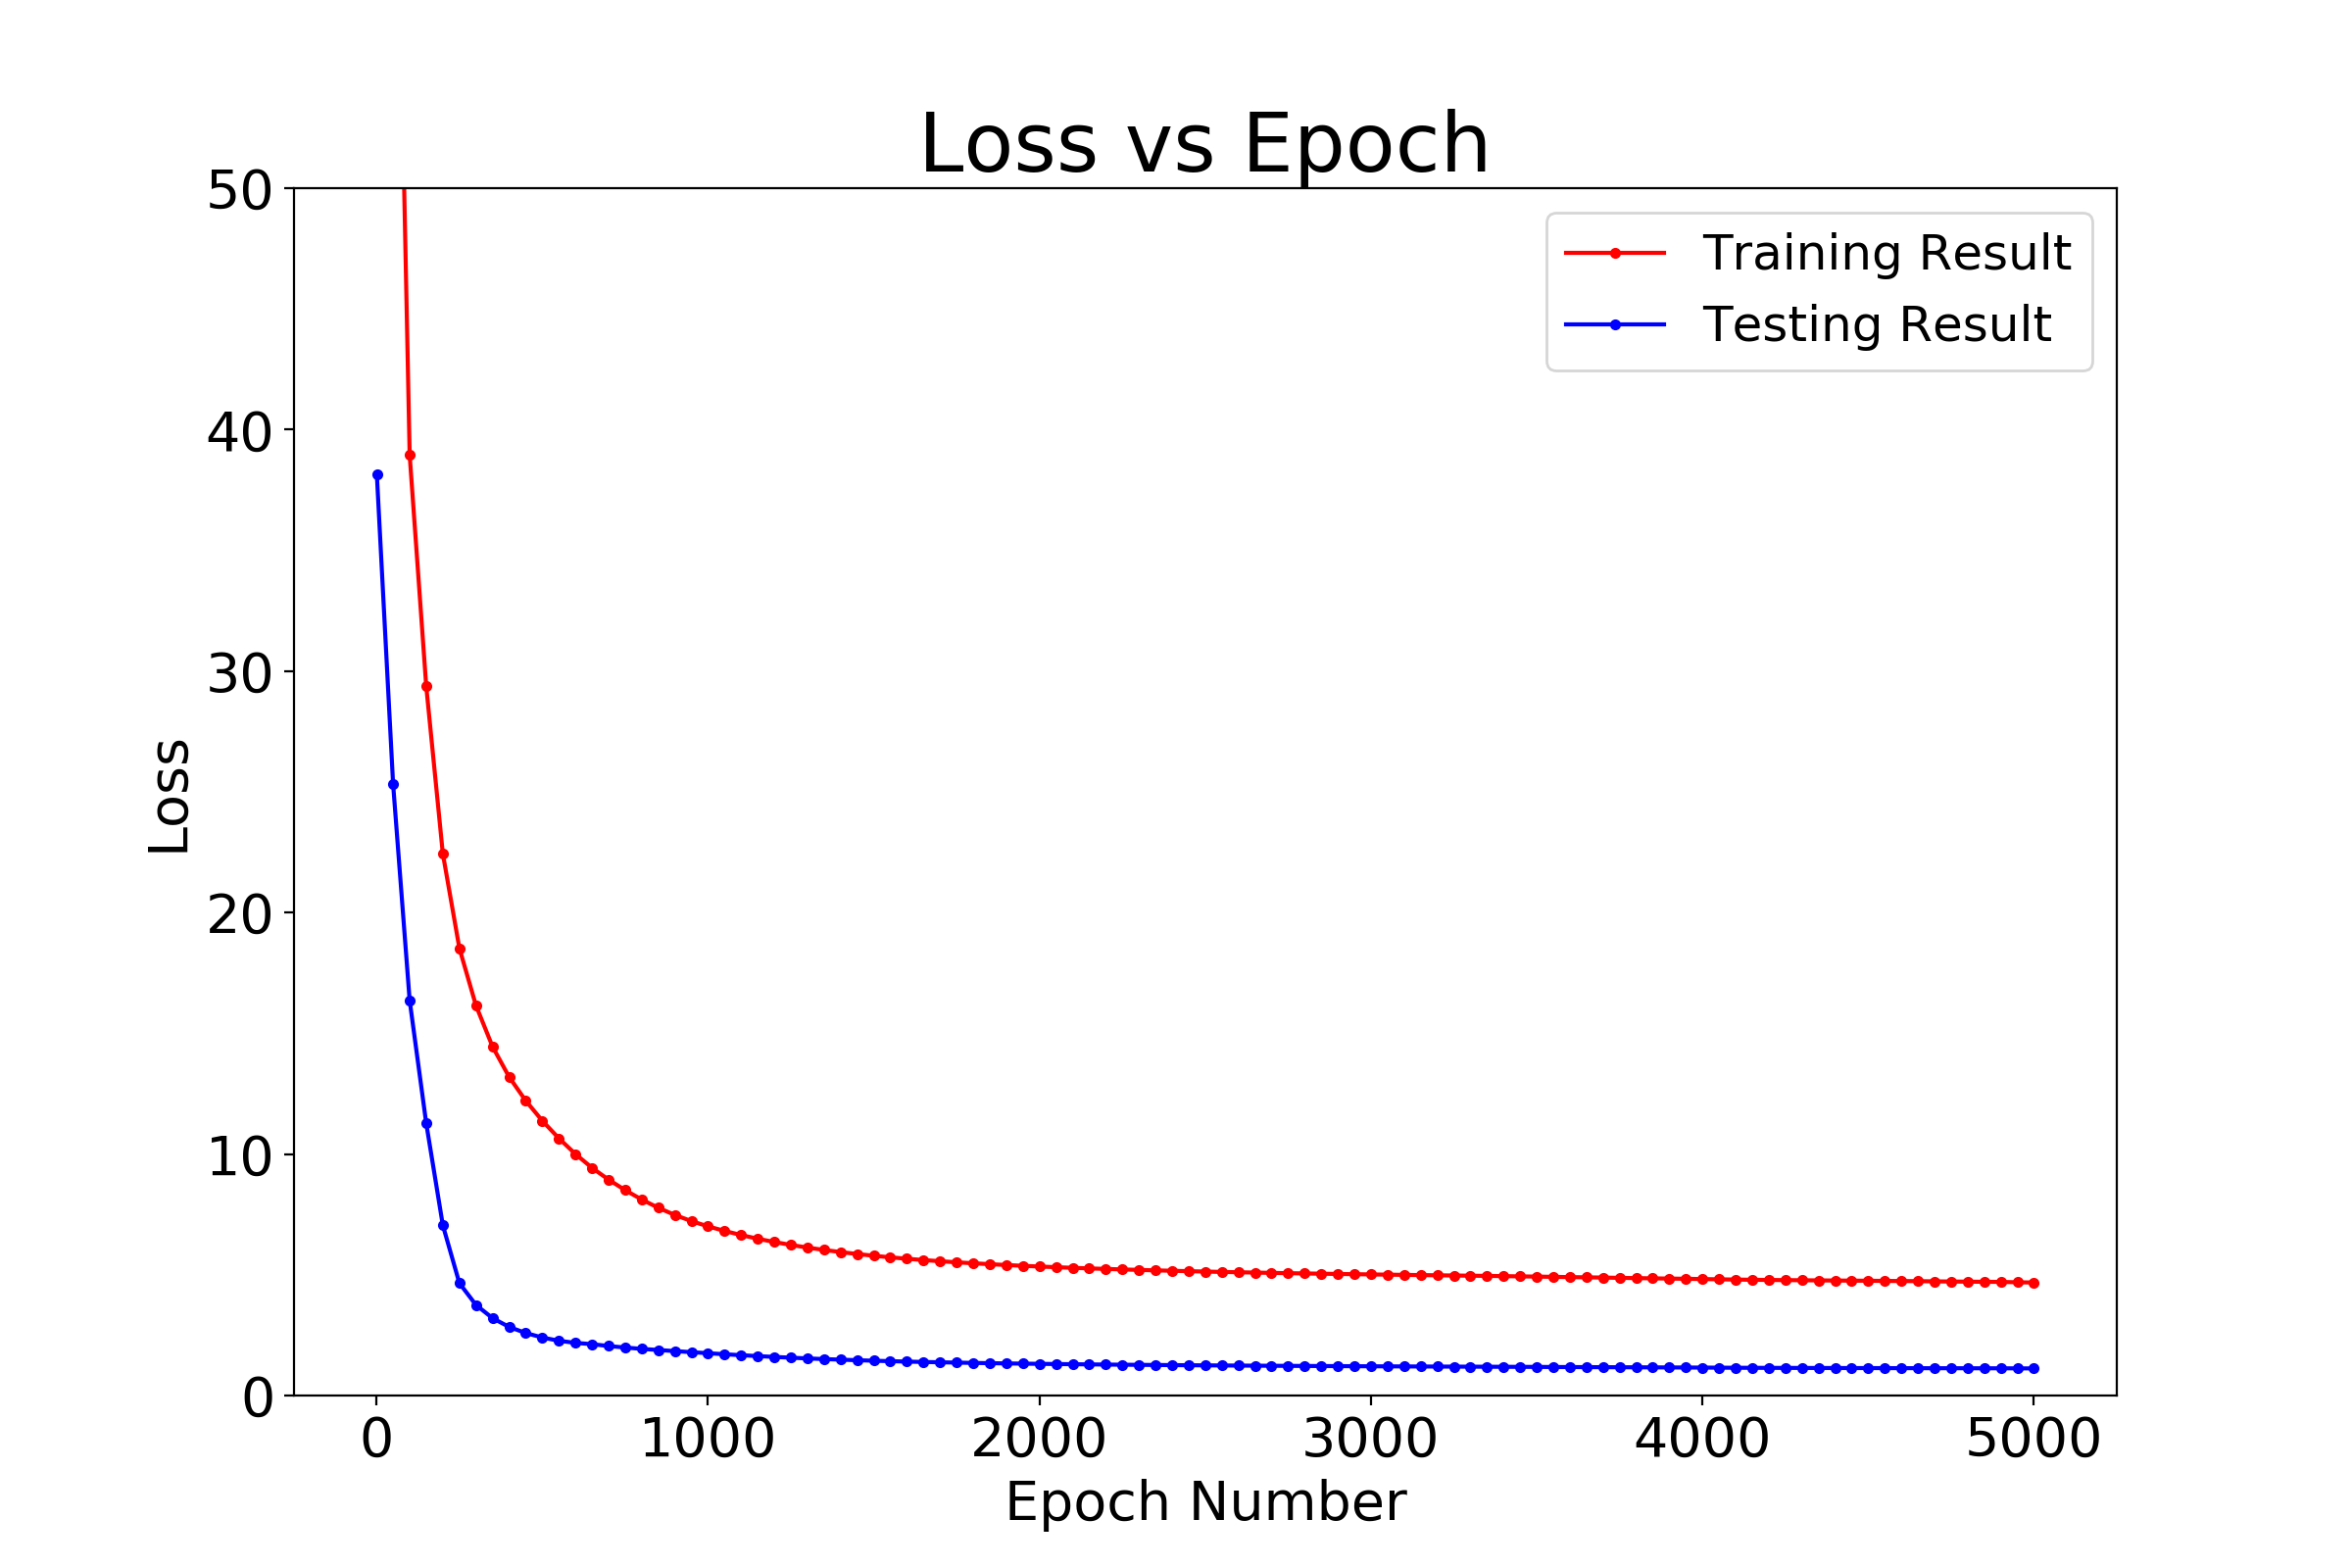 Loss vs Epoch
50
40
30
20
10
0
Loss
Training Result
Testing Result
0 1000 2000 3000 4000 5000
Epoch Number